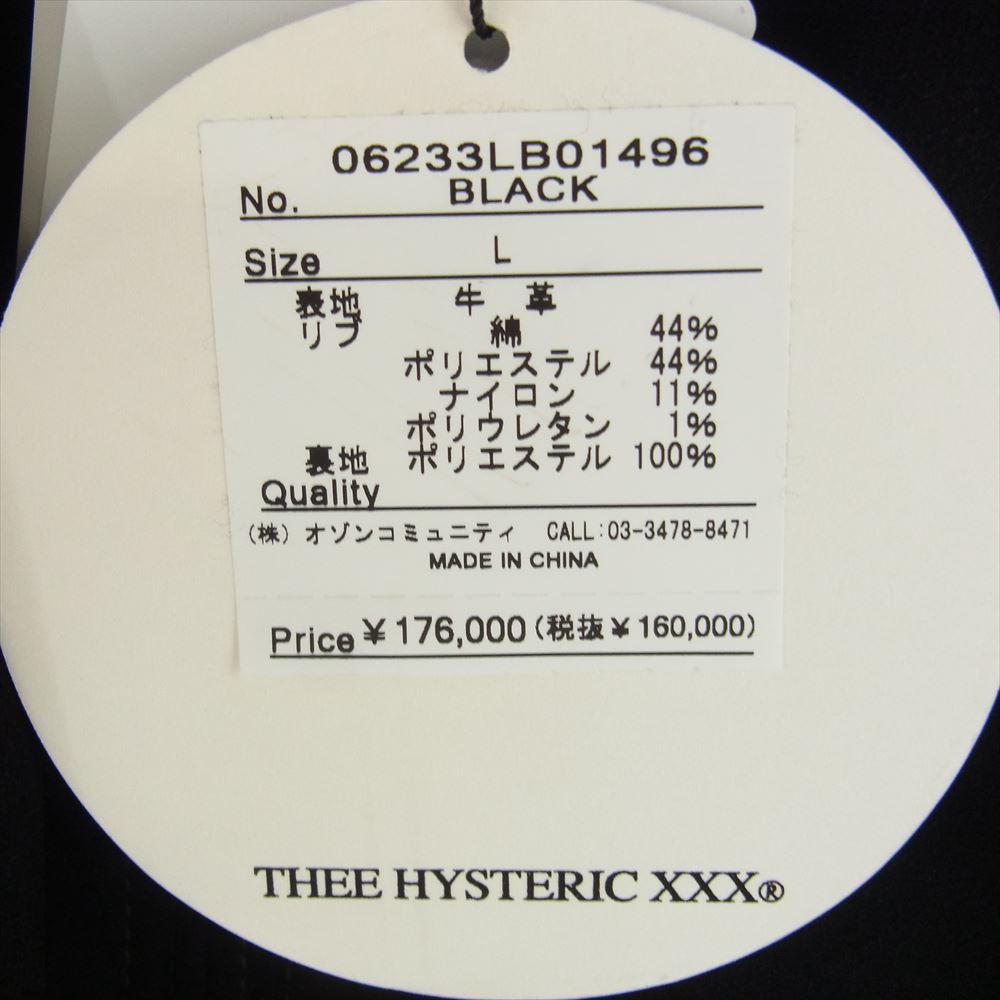 06233LB01496
No. BLACK
Size L
表地 牛 革
リブ 綿 44%
ポリエステル 44%
ナイロン 11%
ポリウレタン 1%
裏地 ポリエステル 100%
Quality
(株) オゾンコミュニティ CALL:03-3478-8471
MADE IN CHINA
Price ¥176,000(税抜¥160,000)
THEE HYSTERIC XXX®